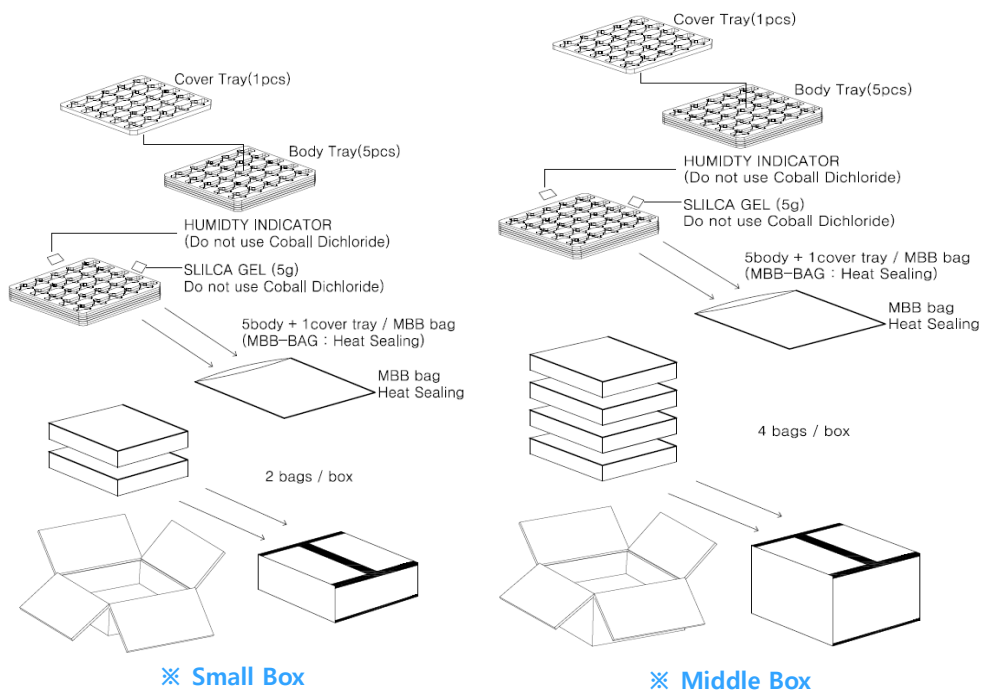 Cover Tray(1pcs)
Body Tray(5pcs)
HUMIDTY INDICATOR
(Do not use Coball Dichloride)
SLILCA GEL (5g)
Do not use Coball Dichloride)
5body + 1cover tray / MBB bag
(MBB-BAG : Heat Sealing)
MBB bag
Heat Sealing
2 bags / box
※ Small Box
Cover Tray(1pcs)
Body Tray(5pcs)
HUMIDTY INDICATOR
(Do not use Coball Dichloride)
SLILCA GEL (5g)
Do not use Coball Dichloride)
5body + 1cover tray / MBB bag
(MBB-BAG : Heat Sealing)
MBB bag
Heat Sealing
4 bags / box
※ Middle Box